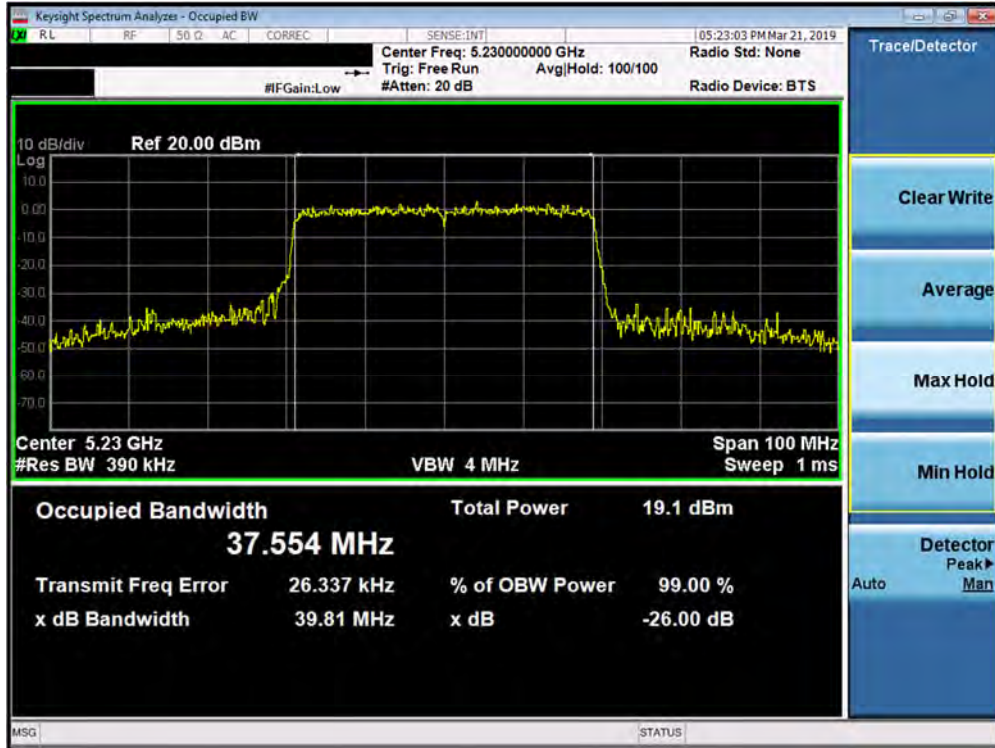 Keysight Spectrum Analyzer - Occupied BW
LXI RL RF 50 Ω AC CORREC SENSE:INT 05:23:03 PM Mar 21, 2019
Center Freq: 5.230000000 GHz Radio Std: None
Trig: Free Run Avg|Hold: 100/100
#IFGain:Low #Atten: 20 dB Radio Device: BTS
Trace/Detector
10 dB/div Ref 20.00 dBm
Log
10.0
0.00
-10.0
-20.0
-30.0
-40.0
-50.0
-60.0
-70.0
Center 5.23 GHz Span 100 MHz
#Res BW 390 kHz VBW 4 MHz Sweep 1 ms
Occupied Bandwidth Total Power 19.1 dBm
37.554 MHz
Transmit Freq Error 26.337 kHz % of OBW Power 99.00 %
x dB Bandwidth 39.81 MHz x dB -26.00 dB
Clear Write
Average
Max Hold
Min Hold
Detector
Peak▶
Auto Man
MSG STATUS